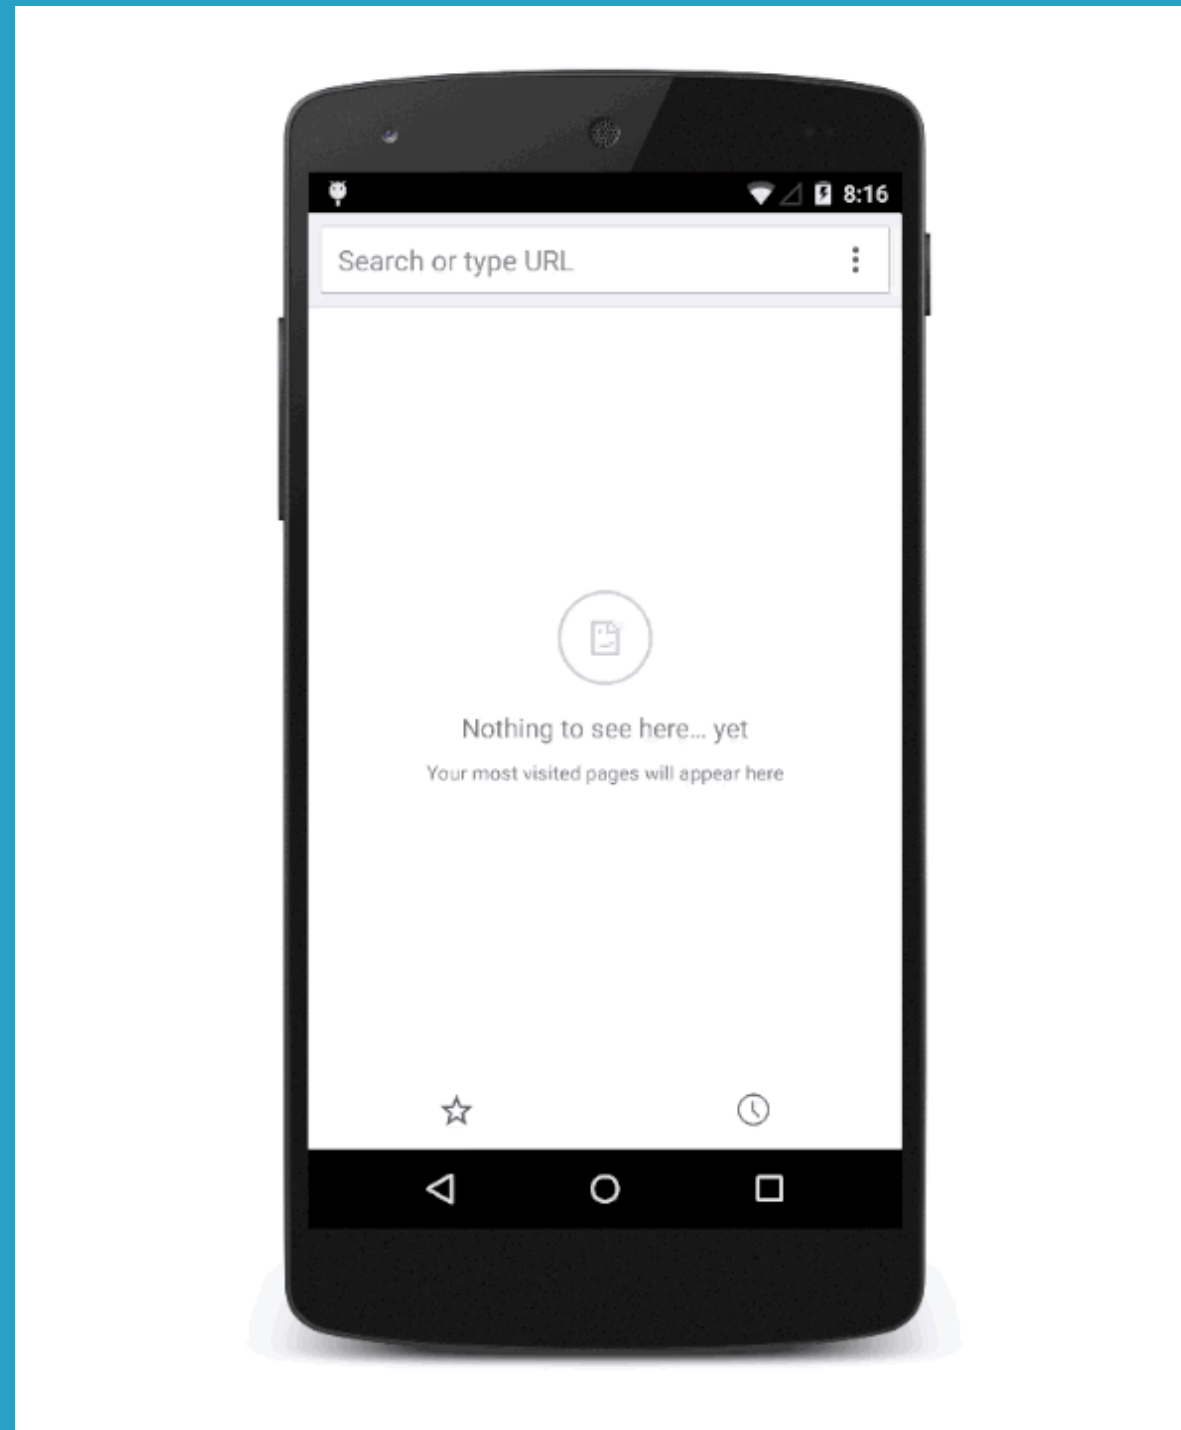 8:16
Search or type URL
Nothing to see here... yet
Your most visited pages will appear here